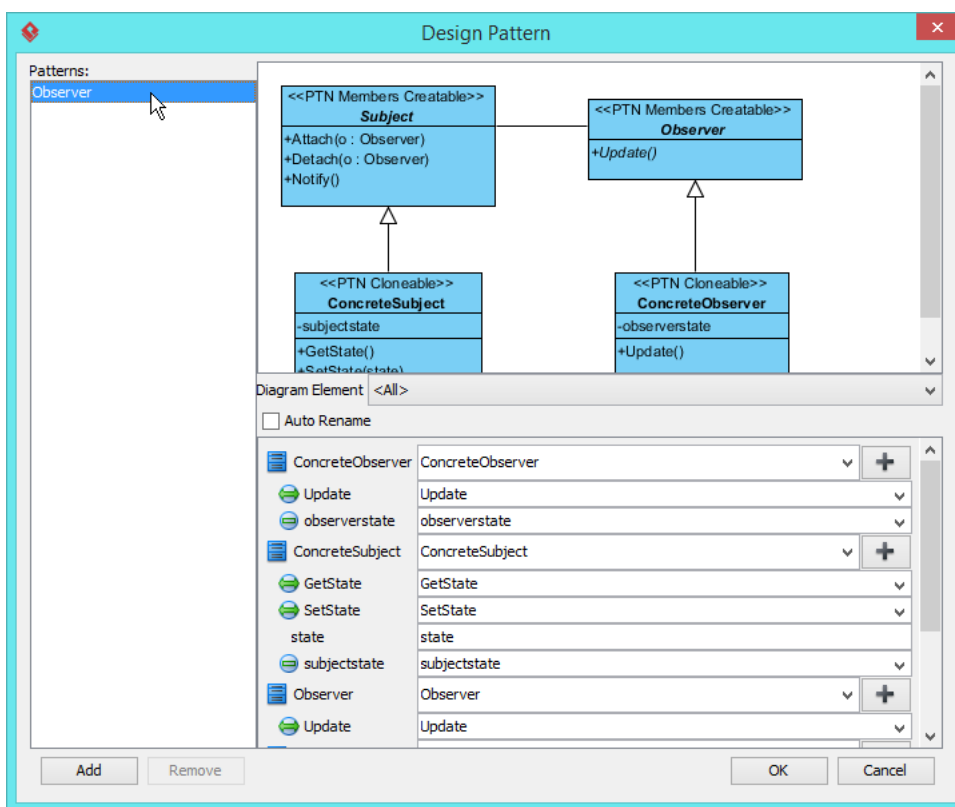 Design Pattern
Patterns:
Observer
<<PTN Members Creatable>>
Subject
+Attach(o : Observer)
+Detach(o : Observer)
+Notify()
<<PTN Members Creatable>>
Observer
+Update()
<<PTN Cloneable>>
ConcreteSubject
-subjectstate
+GetState()
+SetState(state)
<<PTN Cloneable>>
ConcreteObserver
-observerstate
+Update()
Diagram Element <All>
Auto Rename
ConcreteObserver ConcreteObserver
Update Update
observerstate observerstate
ConcreteSubject ConcreteSubject
GetState GetState
SetState SetState
state state
subjectstate subjectstate
Observer Observer
Update Update
Add Remove OK Cancel